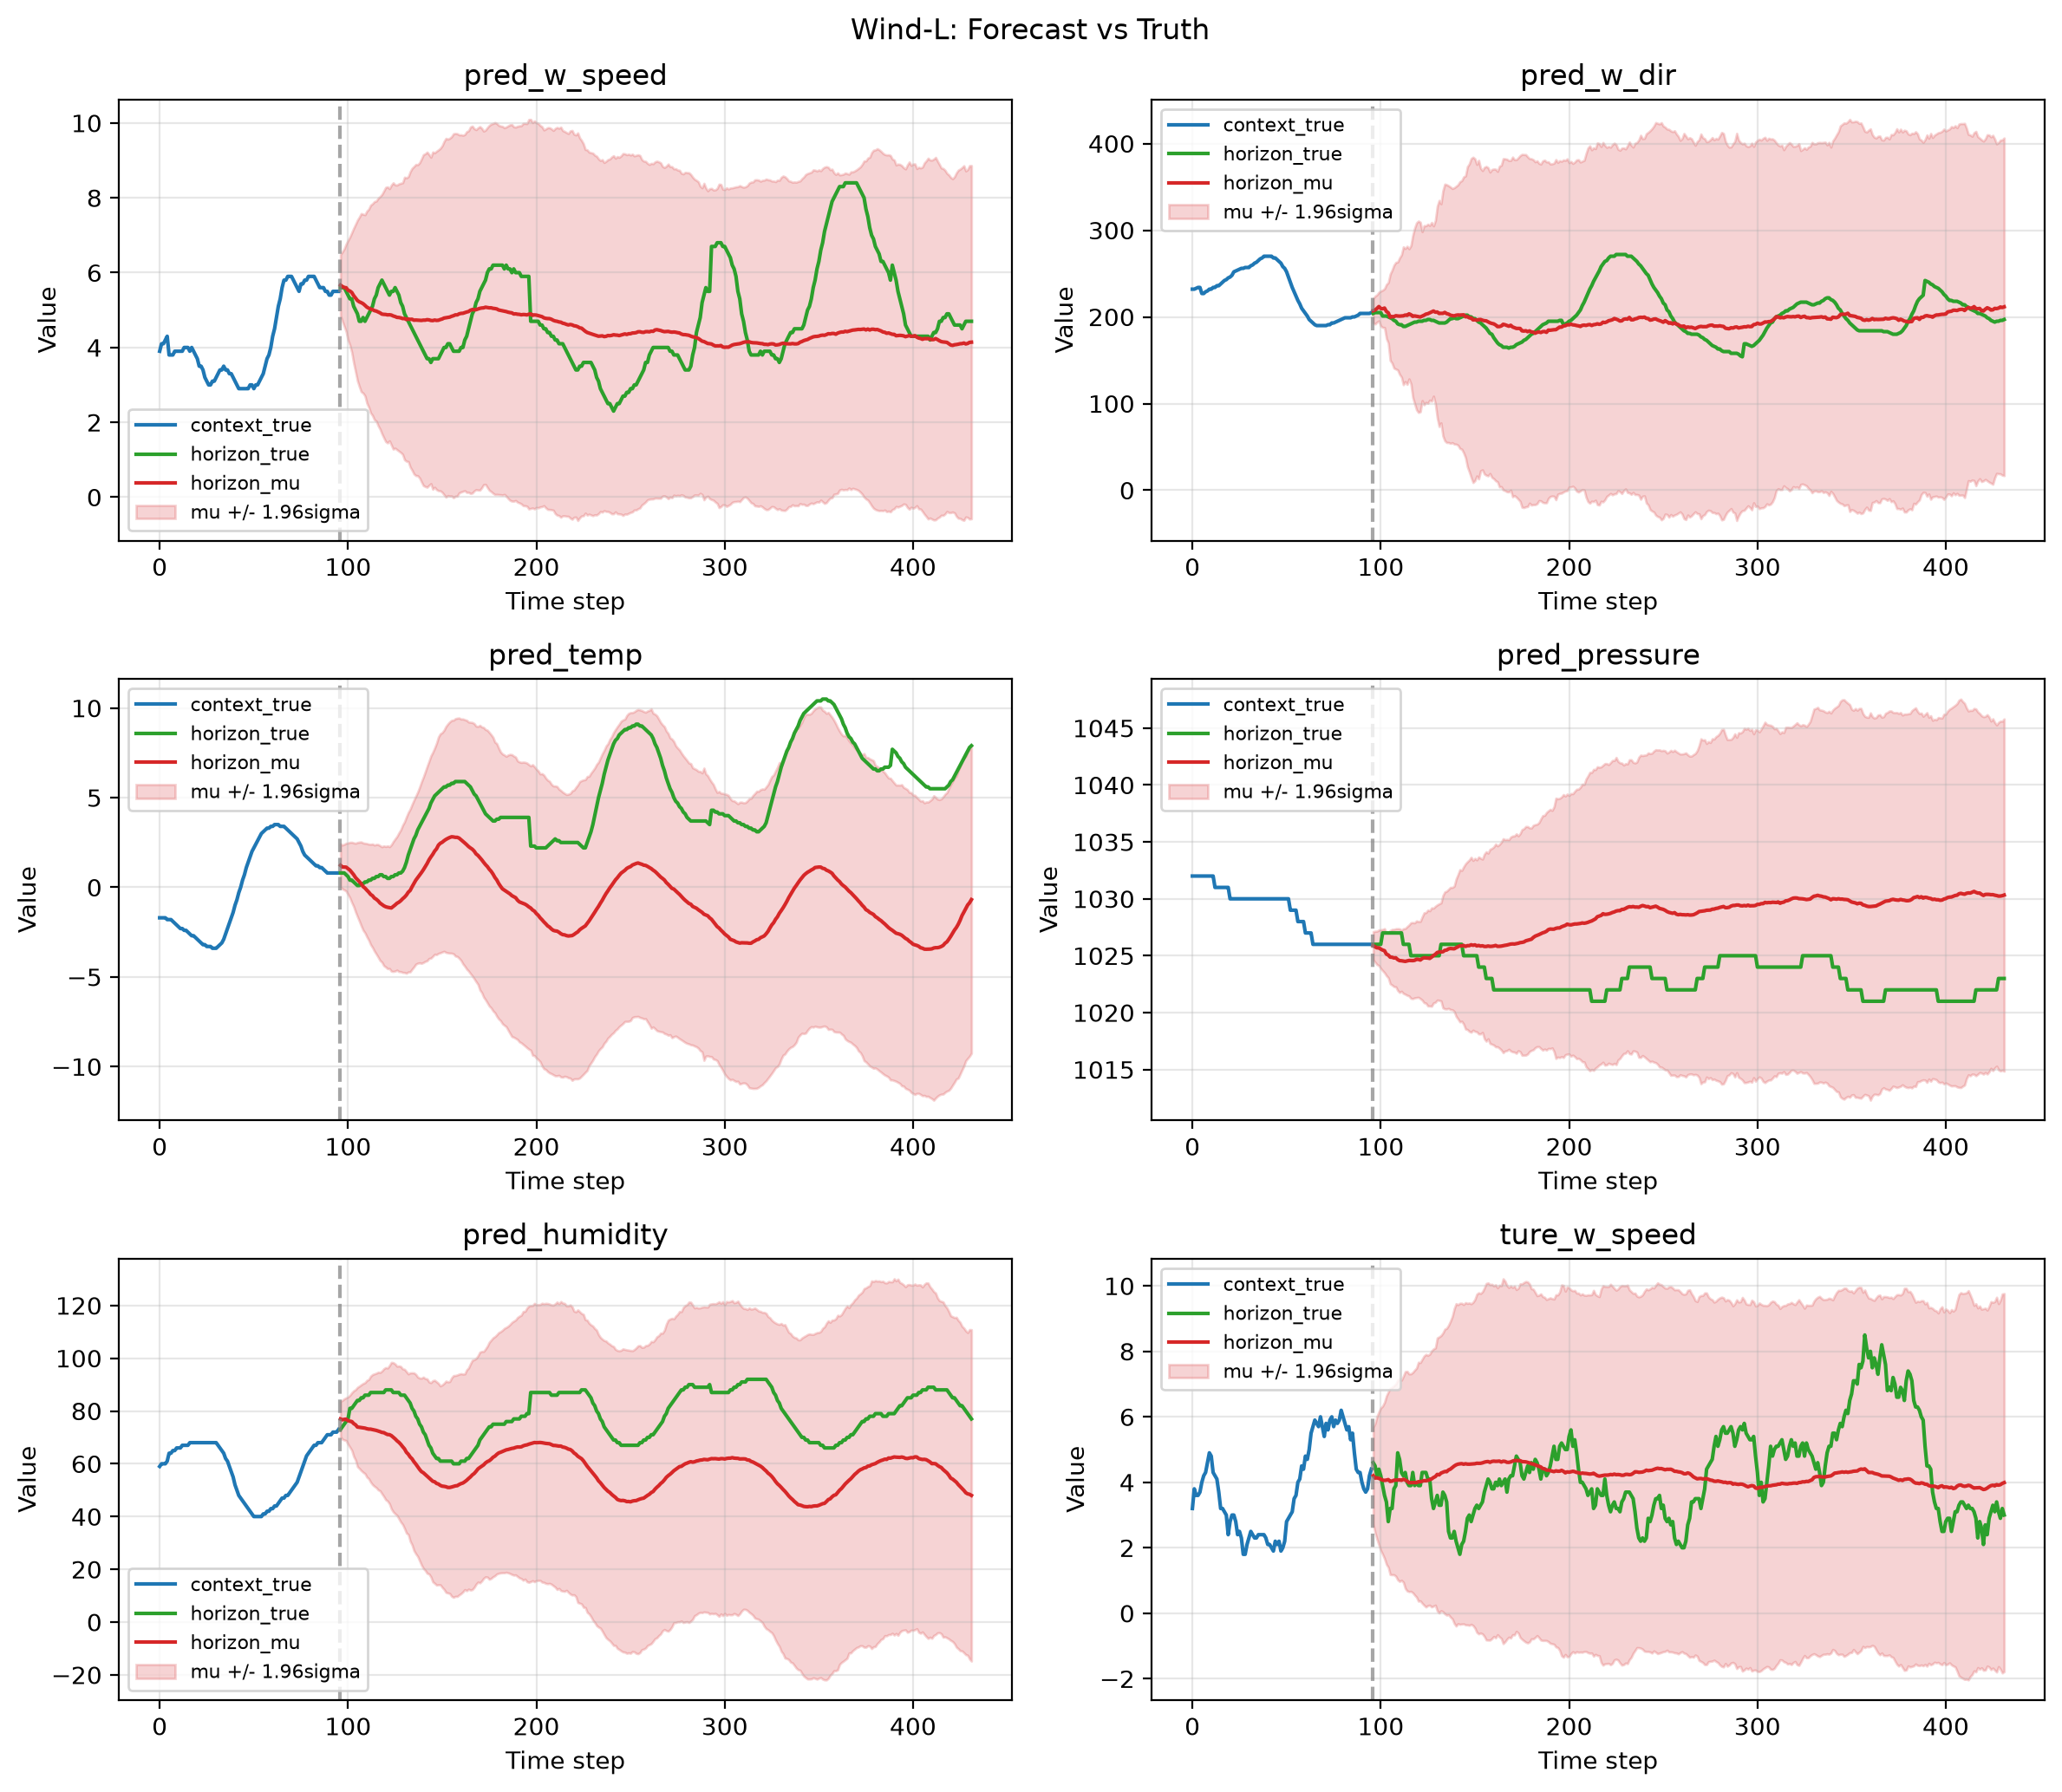 Wind-L: Forecast vs Truth
pred_w_speed
Value
10
8
6
4
2
0
context_true
horizon_true
horizon_mu
mu +/- 1.96sigma
0 100 200 300 400
Time step
pred_w_dir
Value
400
300
200
100
0
context_true
horizon_true
horizon_mu
mu +/- 1.96sigma
0 100 200 300 400
Time step
pred_temp
Value
10
5
0
−5
−10
context_true
horizon_true
horizon_mu
mu +/- 1.96sigma
0 100 200 300 400
Time step
pred_pressure
Value
1045
1040
1035
1030
1025
1020
1015
context_true
horizon_true
horizon_mu
mu +/- 1.96sigma
0 100 200 300 400
Time step
pred_humidity
Value
120
100
80
60
40
20
0
−20
context_true
horizon_true
horizon_mu
mu +/- 1.96sigma
0 100 200 300 400
Time step
ture_w_speed
Value
10
8
6
4
2
0
−2
context_true
horizon_true
horizon_mu
mu +/- 1.96sigma
0 100 200 300 400
Time step